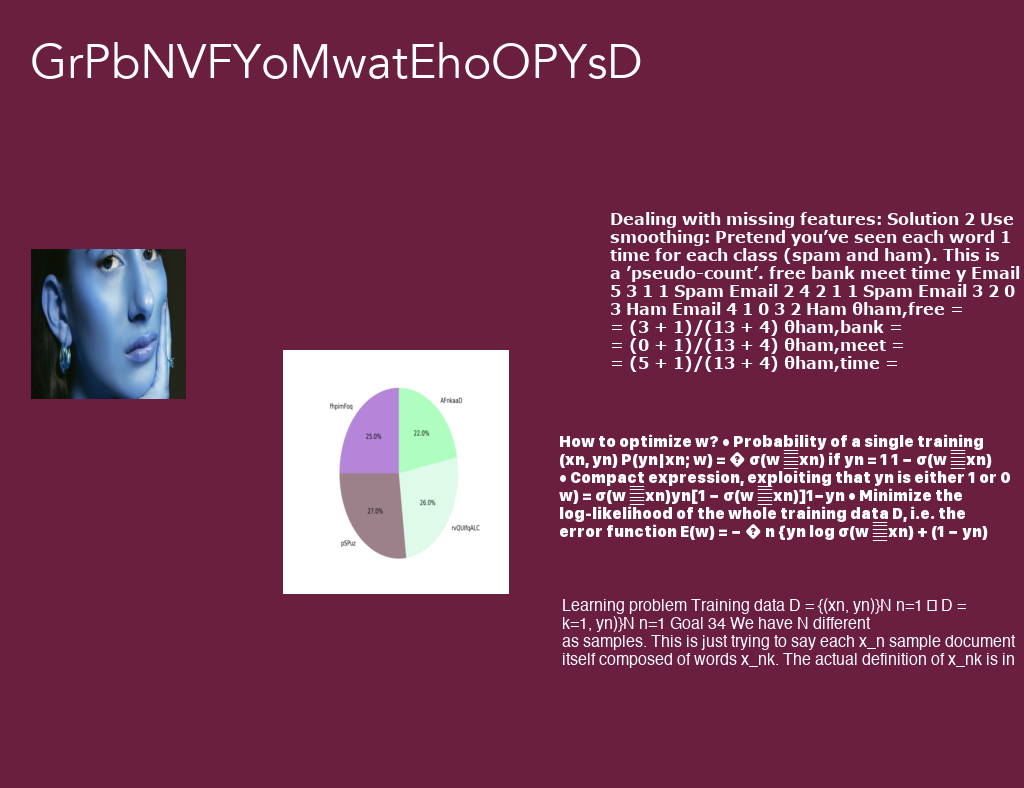 GrPbNVFYoMwatEhoOPYsD
Dealing with missing features: Solution 2 Use
smoothing: Pretend you’ve seen each word 1
time for each class (spam and ham). This is
a ’pseudo-count’. free bank meet time y Email
5 3 1 1 Spam Email 2 4 2 1 1 Spam Email 3 2 0
3 Ham Email 4 1 0 3 2 Ham θham,free =
= (3 + 1)/(13 + 4) θham,bank =
= (0 + 1)/(13 + 4) θham,meet =
= (5 + 1)/(13 + 4) θham,time =
fhpimFoq
AFnkaaD
25.0%
22.0%
27.0%
26.0%
pSPuz
rvQUlfqALC
How to optimize w? • Probability of a single training
(xn, yn) P(yn|xn; w) = � σ(w xn) if yn = 1 1 − σ(w xn)
• Compact expression, exploiting that yn is either 1 or 0
w) = σ(w xn)yn[1 − σ(w xn)]1−yn • Minimize the
log-likelihood of the whole training data D, i.e. the
error function E(w) = − � n {yn log σ(w xn) + (1 − yn)
Learning problem Training data D = {(xn, yn)}N n=1 D =
k=1, yn)}N n=1 Goal 34 We have N different
as samples. This is just trying to say each x_n sample document
itself composed of words x_nk. The actual definition of x_nk is in